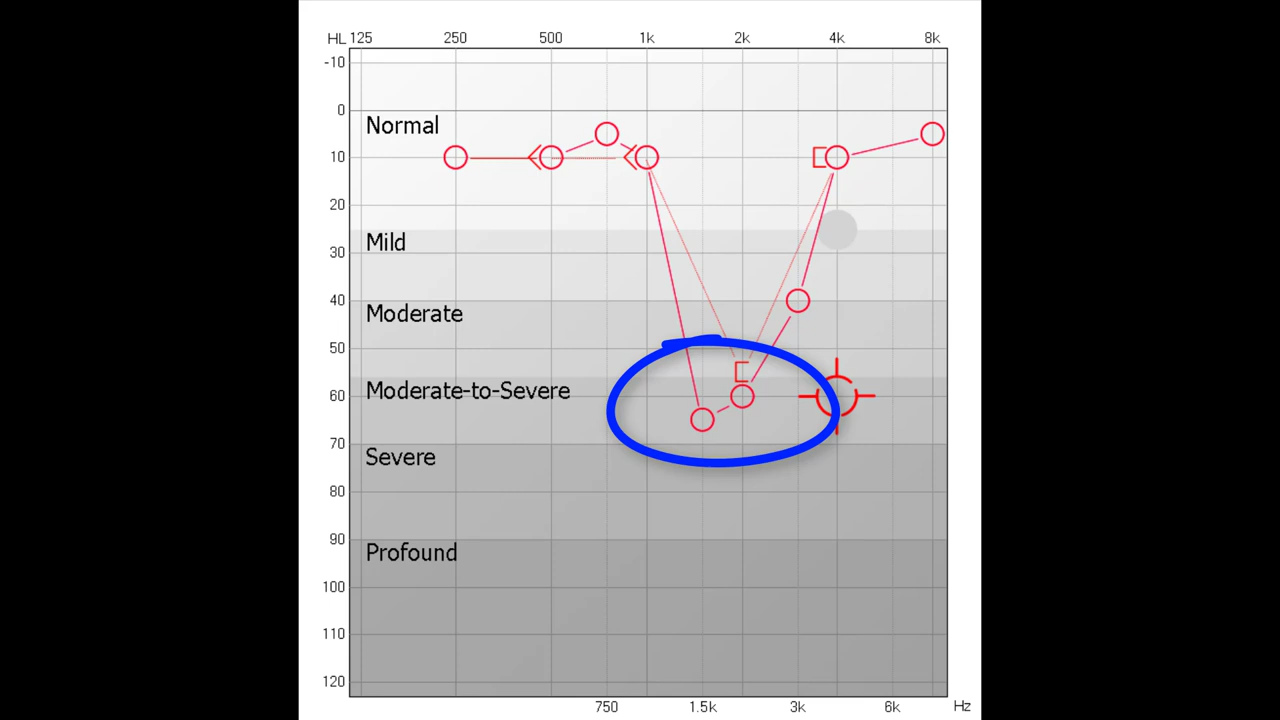 HL 125 250 500 1k 2k 4k 8k
-10
0
Normal
10
20
Mild
30
40
Moderate
50
Moderate-to-Severe
60
70
Severe
80
90
Profound
100
110
120
750 1.5k 3k 6k Hz